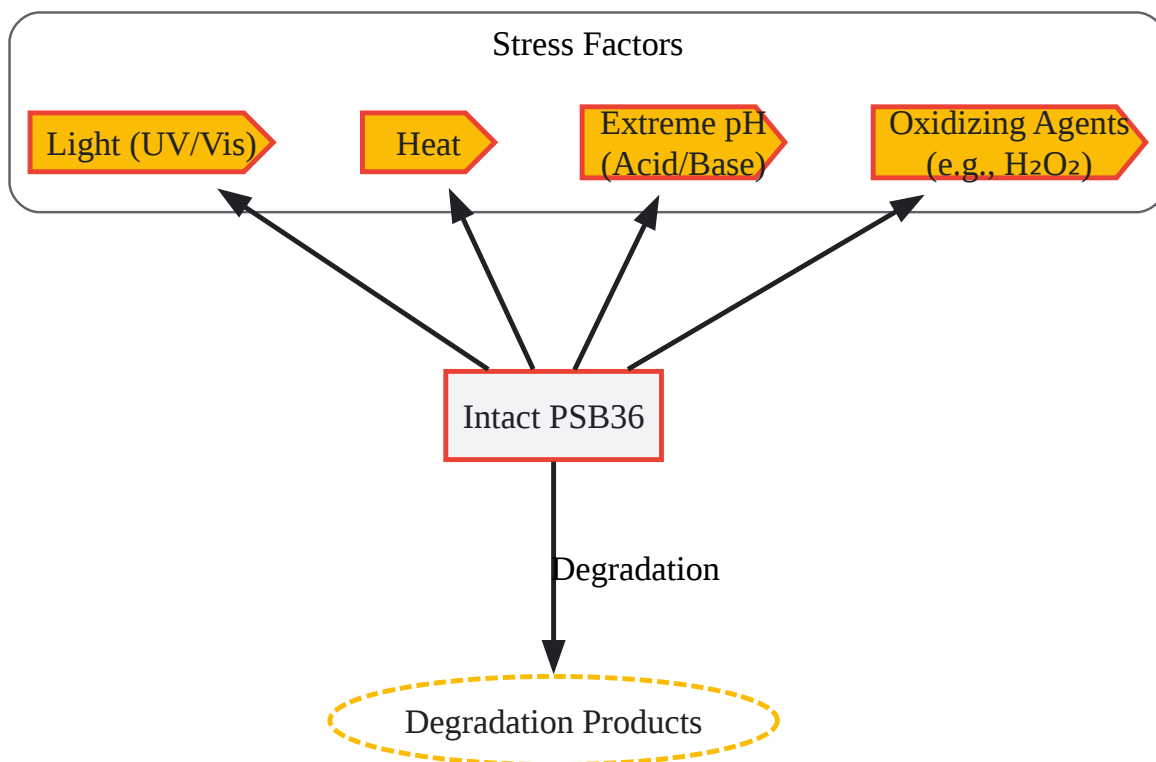 Stress Factors
Light (UV/Vis)
Heat
Extreme pH
(Acid/Base)
Oxidizing Agents
(e.g., H₂O₂)
Intact PSB36
Degradation
Degradation Products